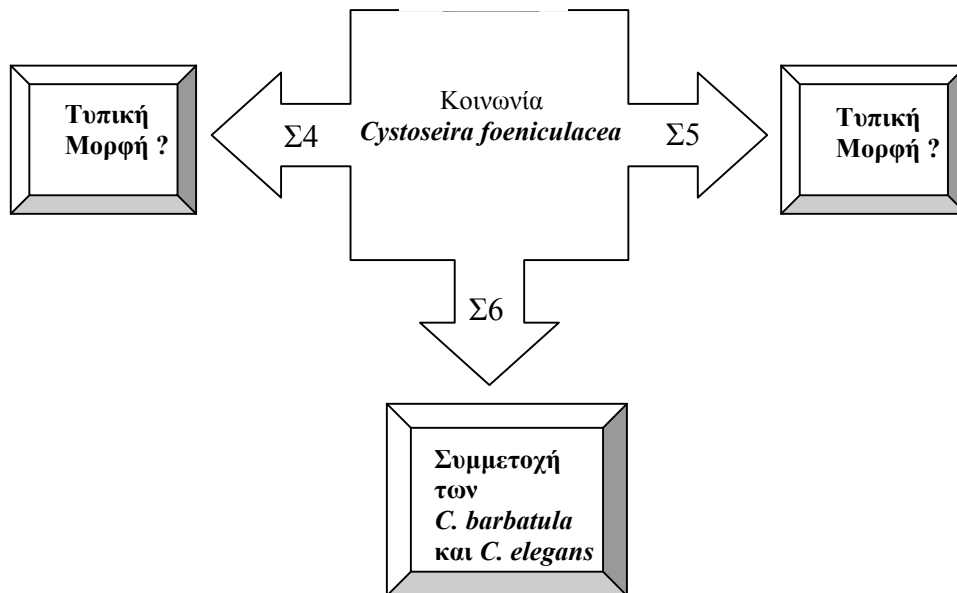 Κοινωνία
Cystoseira foeniculacea
Σ4
Σ5
Σ6
Τυπική
Μορφή ?
Τυπική
Μορφή ?
Συμμετοχή
των
C. barbatula
και C. elegans